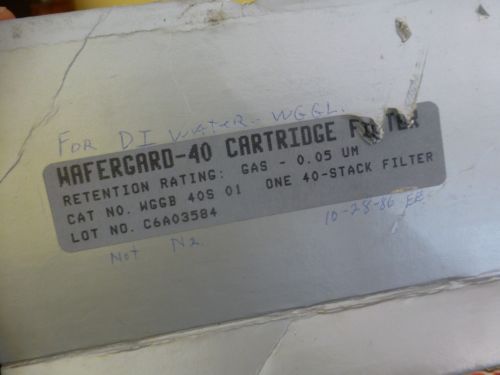 FOR DI WATER - WGGL.
WAFERGARD-40 CARTRIDGE FILTER
RETENTION RATING: GAS - 0.05 UM
CAT NO. WGGB 40S 01 ONE 40-STACK FILTER
LOT NO. C6A03584
NOT N2
10-28-86 EE